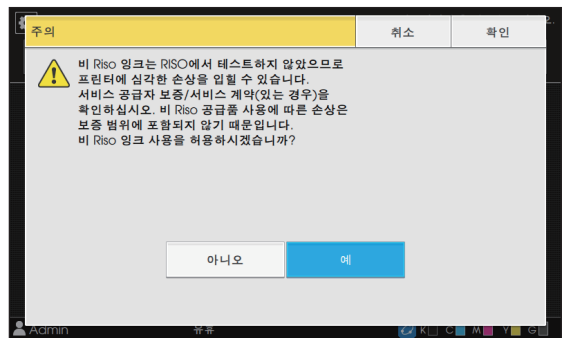 주의
취소
확인
비 Riso 잉크는 RISO에서 테스트하지 않았으므로
프린터에 심각한 손상을 입힐 수 있습니다.
서비스 공급자 보증/서비스 계약(있는 경우)을
확인하십시오. 비 Riso 공급품 사용에 따른 손상은
보증 범위에 포함되지 않기 때문입니다.
비 Riso 잉크 사용을 허용하시겠습니까?
아니오
예
Admin
유휴
K C M Y G